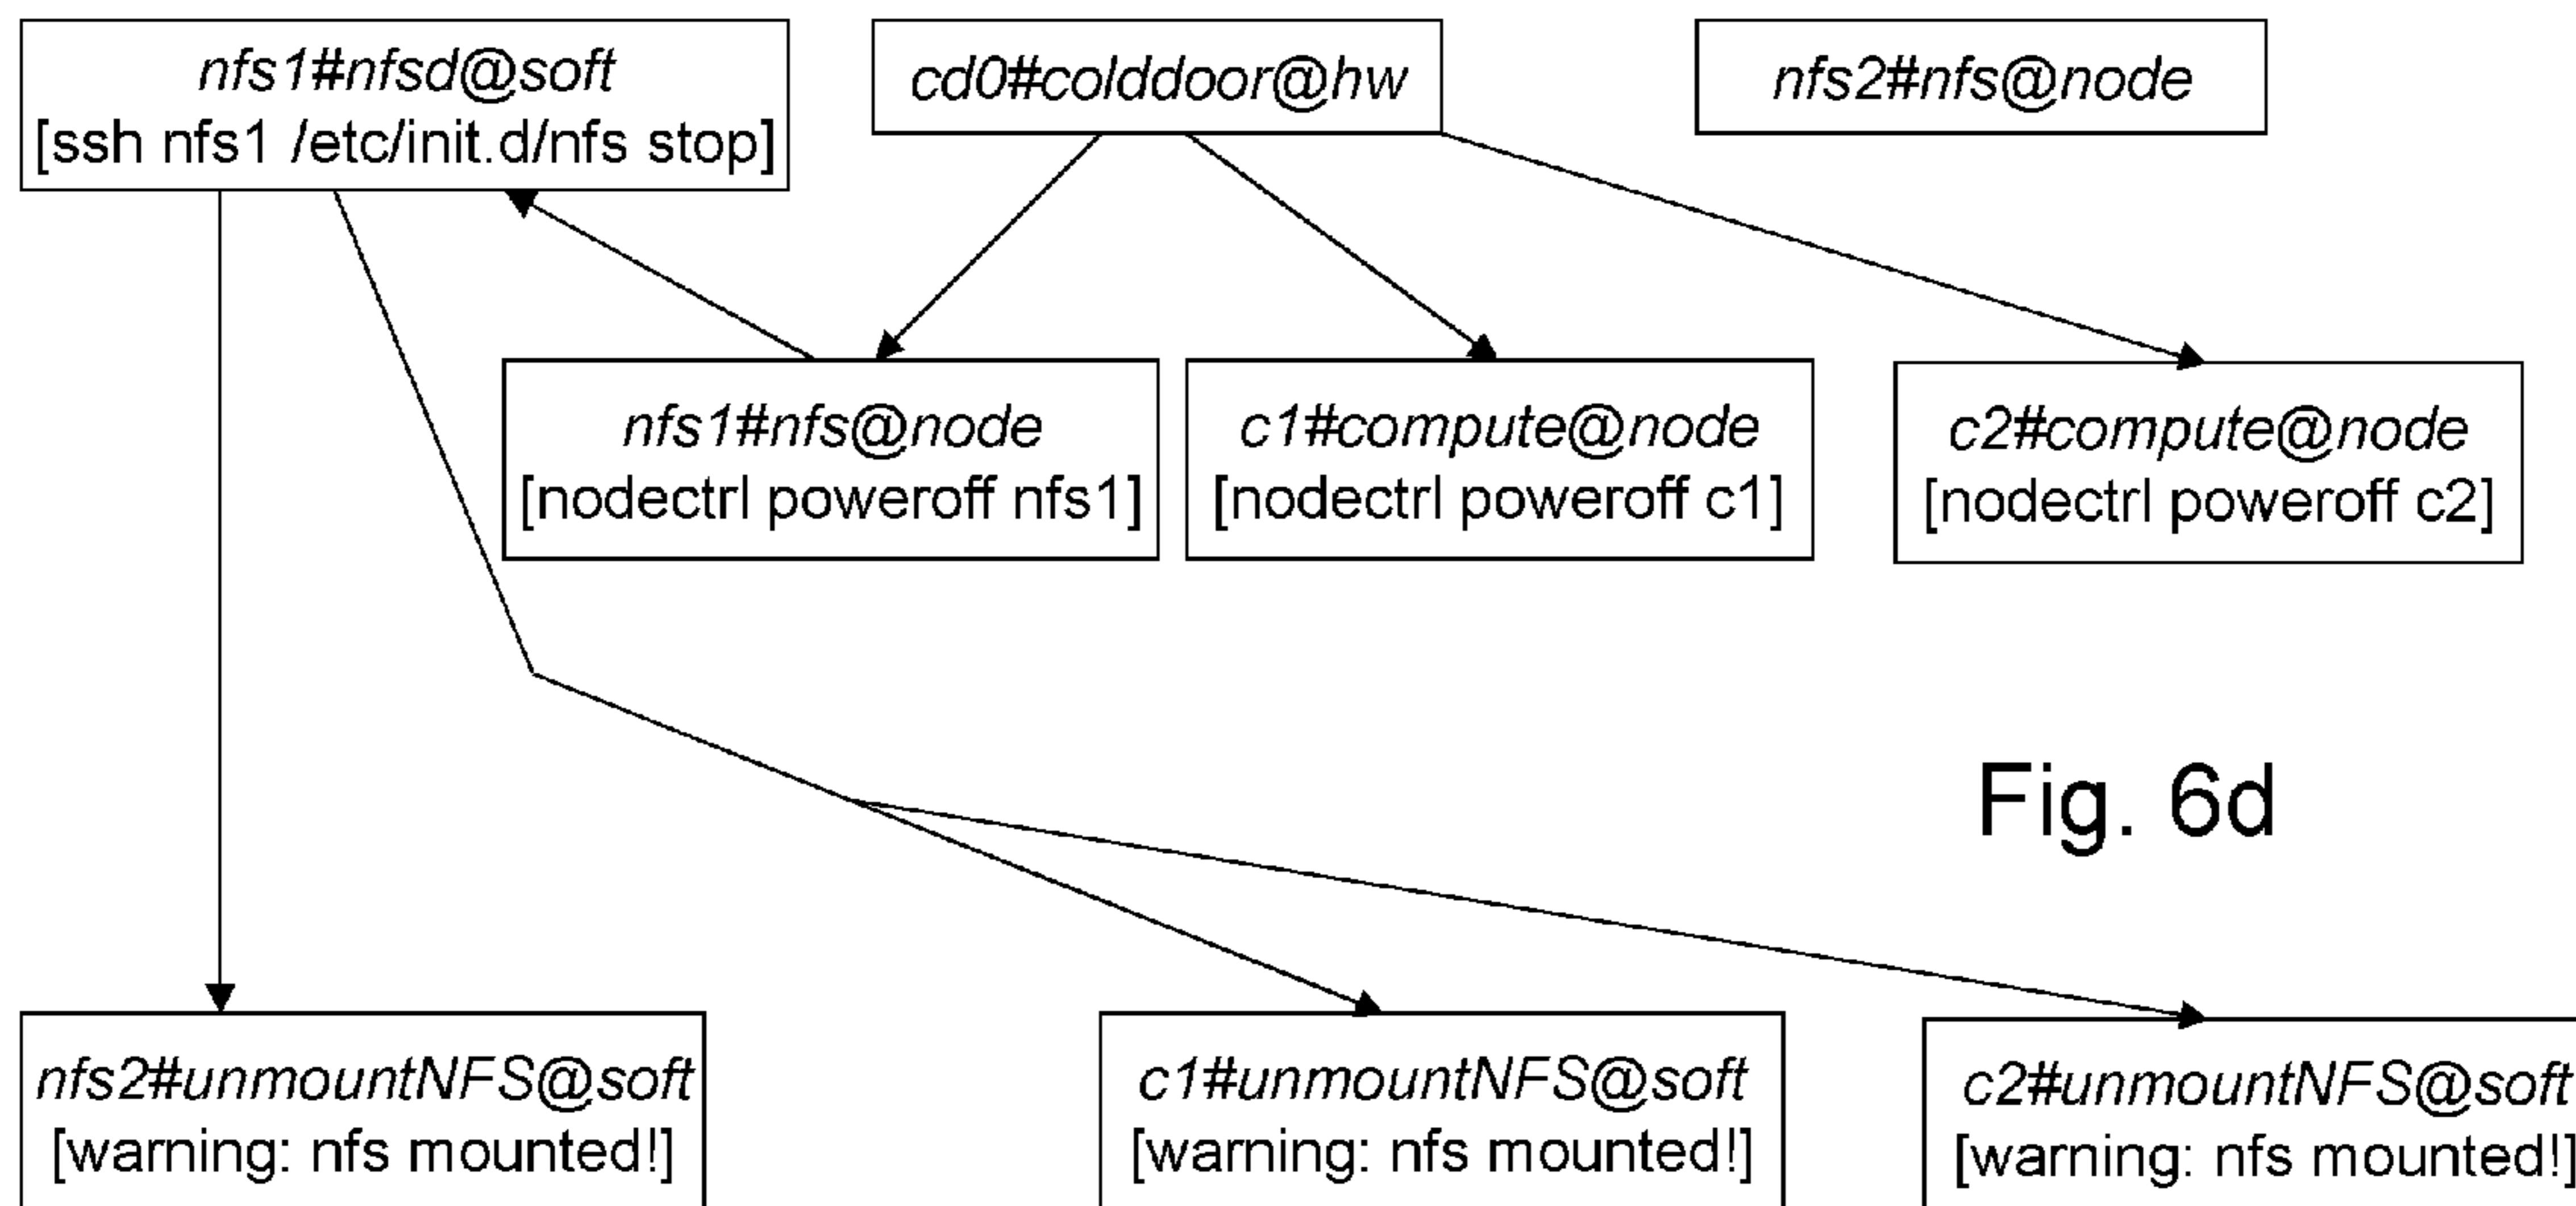 nfs1#nfsd@soft
[ssh nfs1 /etc/init.d/nfs stop]
cd0#colddoor@hw
nfs2#nfs@node
nfs1#nfs@node
[nodectrl poweroff nfs1]
c1#compute@node
[nodectrl poweroff c1]
c2#compute@node
[nodectrl poweroff c2]
Fig. 6d
nfs2#unmountNFS@soft
[warning: nfs mounted!]
c1#unmountNFS@soft
[warning: nfs mounted!]
c2#unmountNFS@soft
[warning: nfs mounted!]